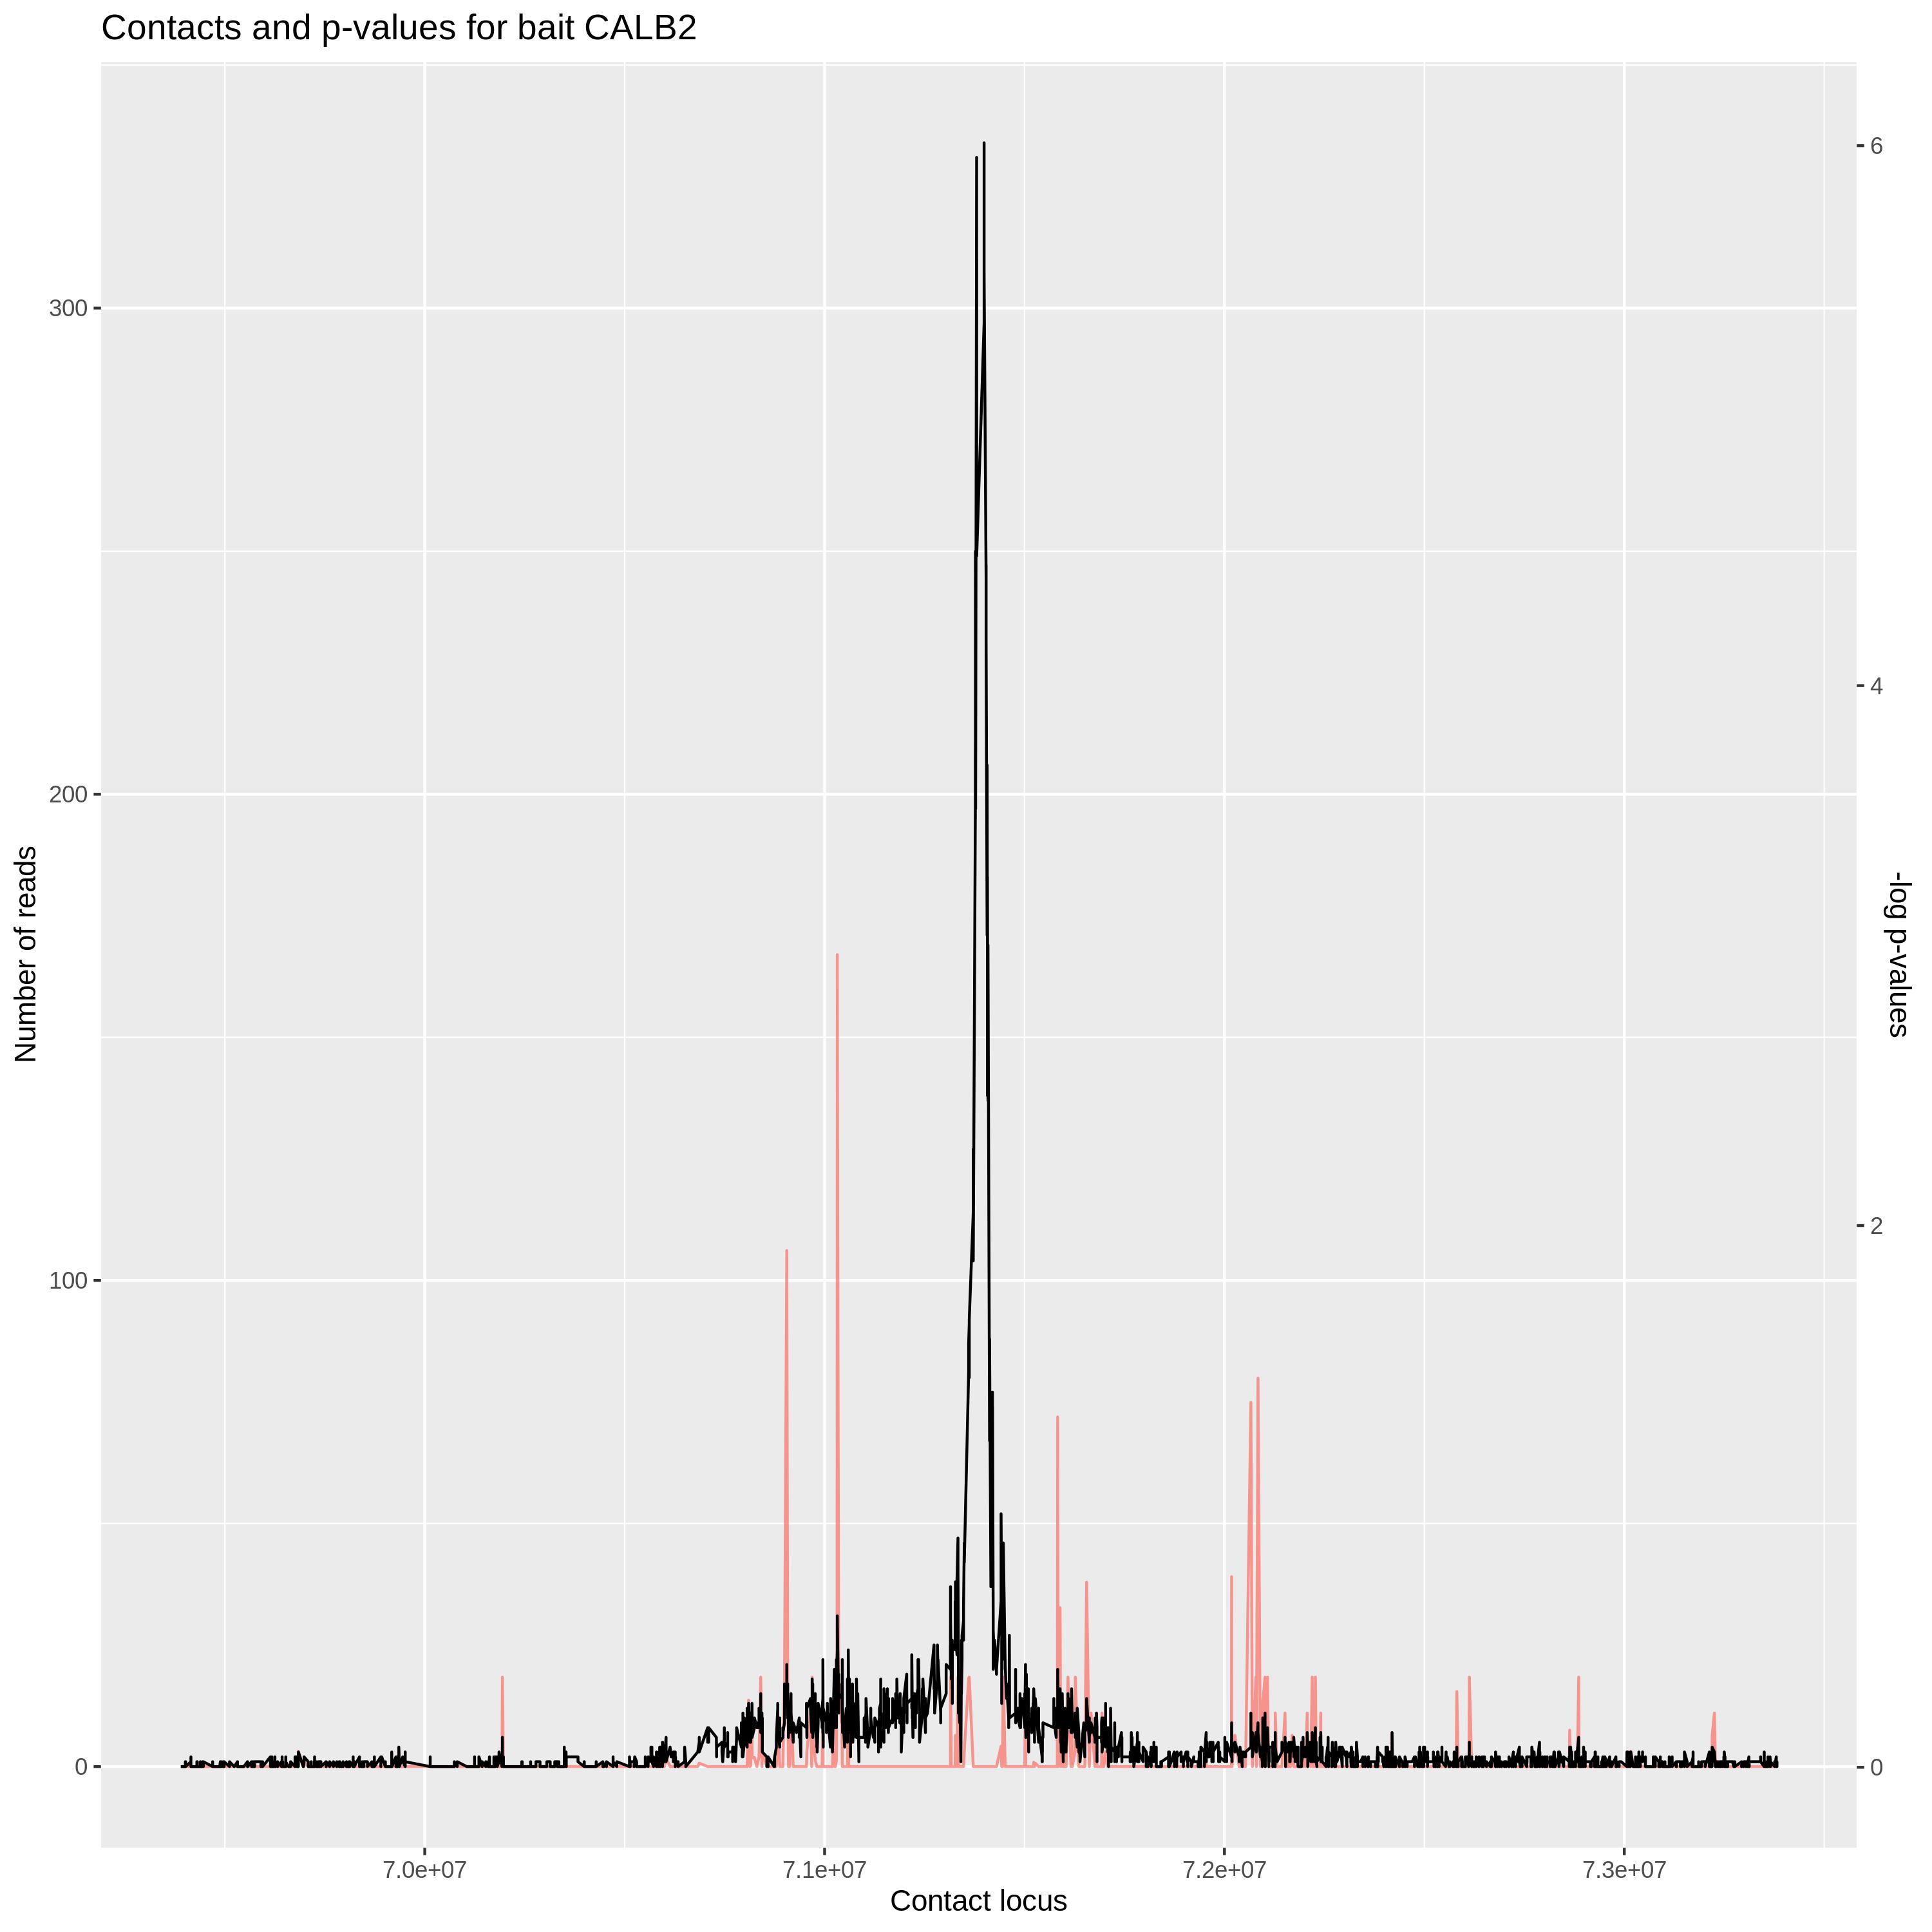 Contacts and p-values for bait CALB2
Number of reads
300
200
100
0
6
4
2
0
-log p-values
7.0e+07
7.1e+07
7.2e+07
7.3e+07
Contact locus